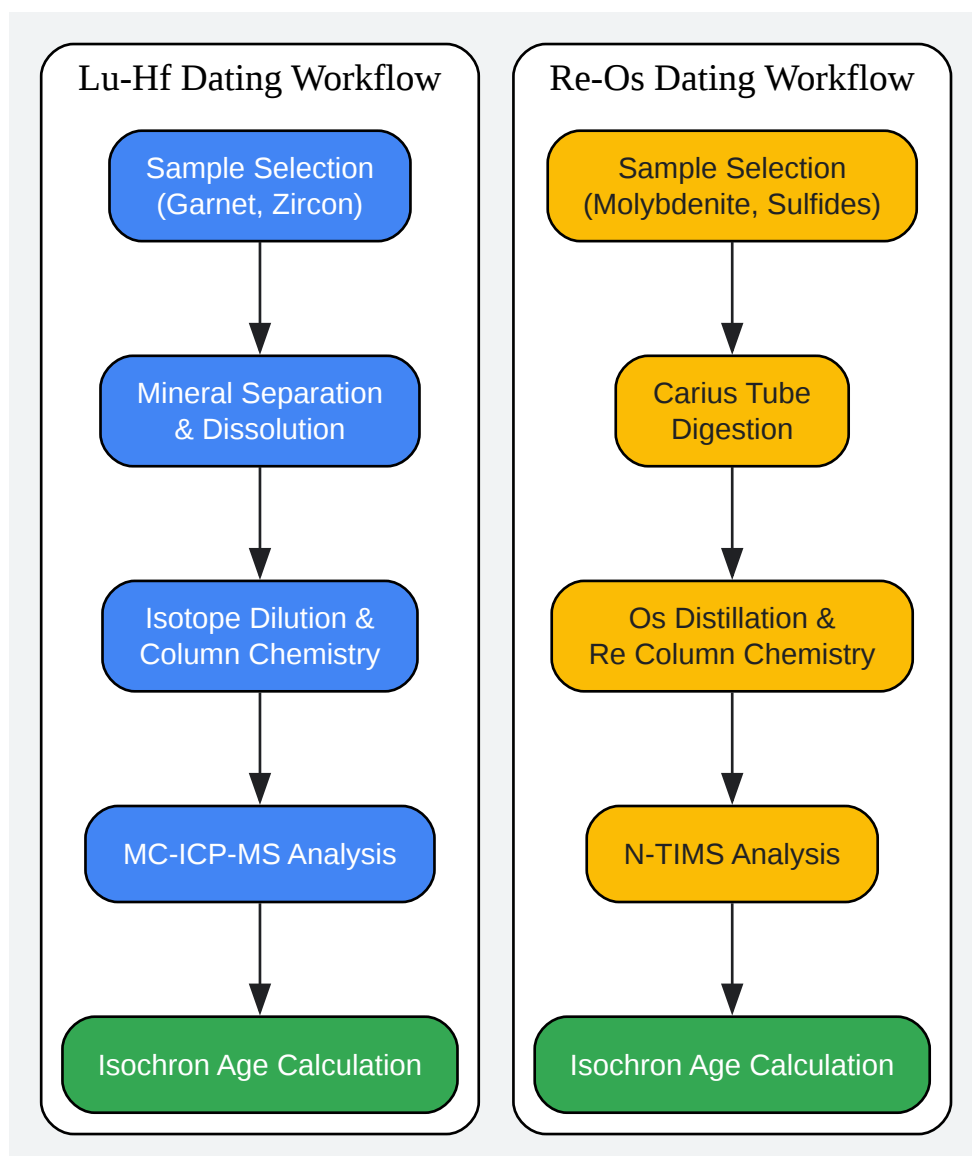 Lu-Hf Dating Workflow
Sample Selection
(Garnet, Zircon)
Mineral Separation
& Dissolution
Isotope Dilution &
Column Chemistry
MC-ICP-MS Analysis
Isochron Age Calculation
Re-Os Dating Workflow
Sample Selection
(Molybdenite, Sulfides)
Carius Tube
Digestion
Os Distillation &
Re Column Chemistry
N-TIMS Analysis
Isochron Age Calculation